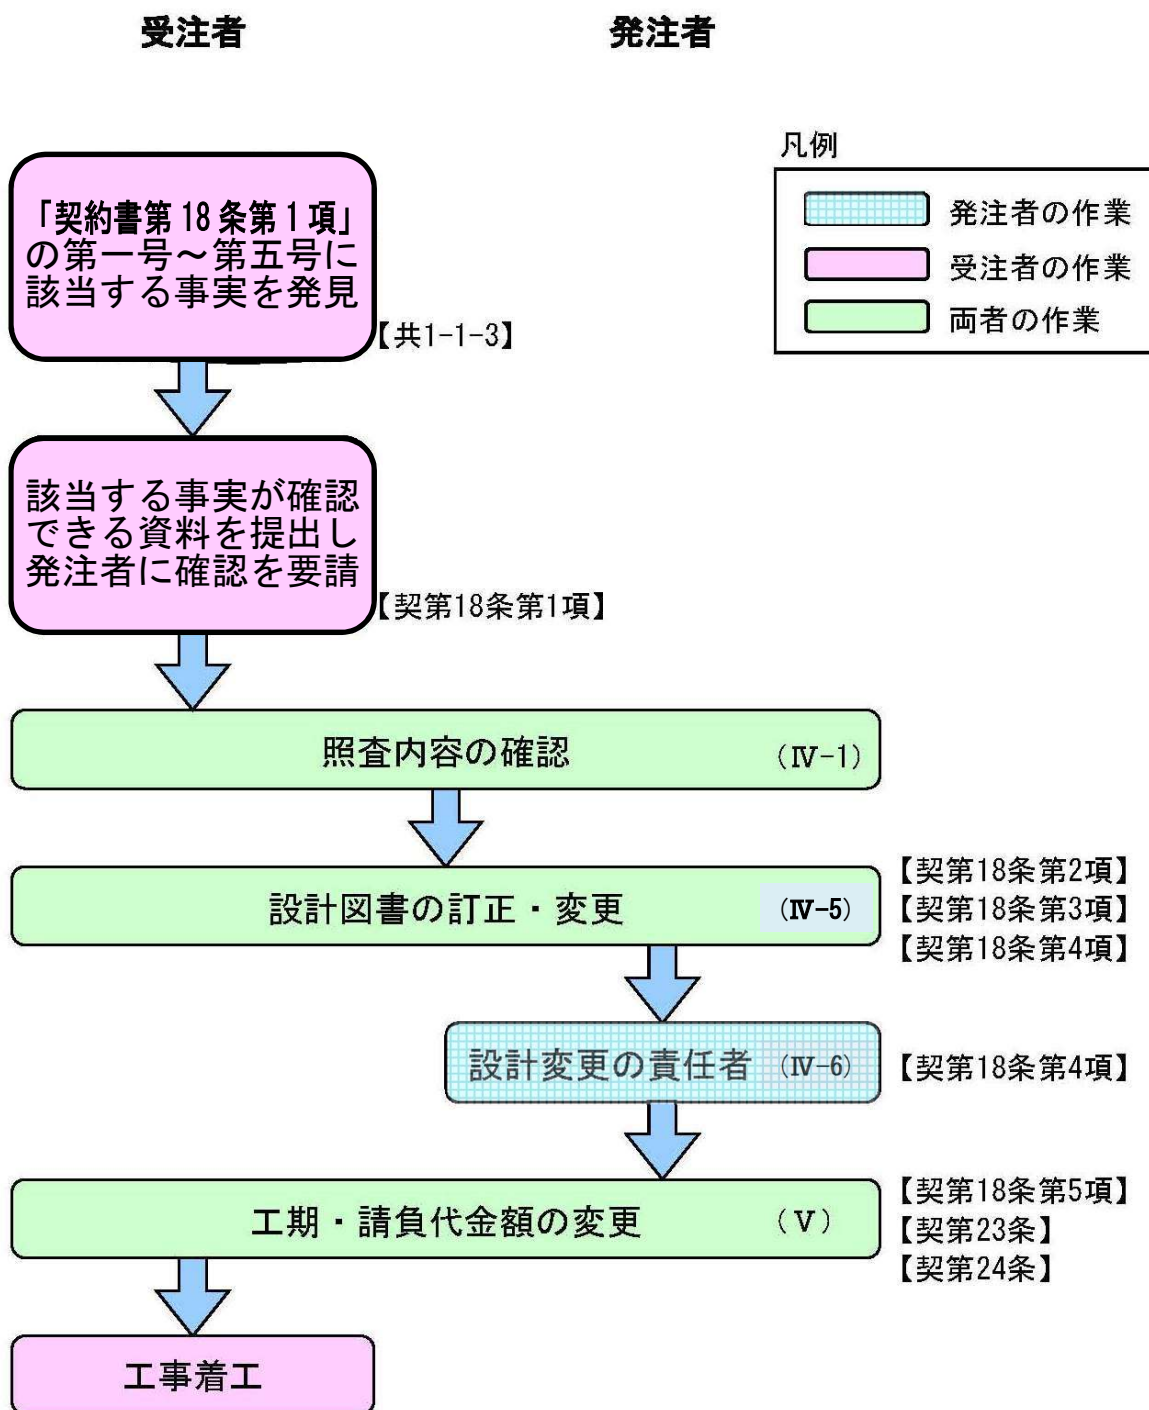 受注者
発注者
凡例
発注者の作業
受注者の作業
両者の作業
「契約書第18条第1項」
の第一号～第五号に
該当する事実を発見
【共1-1-3】
該当する事実が確認
できる資料を提出し
発注者に確認を要請
【契第18条第1項】
照査内容の確認 (Ⅳ-1)
設計図書の訂正・変更 (Ⅳ-5)
【契第18条第2項】
【契第18条第3項】
【契第18条第4項】
設計変更の責任者 (Ⅳ-6)
【契第18条第4項】
工期・請負代金額の変更 (Ⅴ)
【契第18条第5項】
【契第23条】
【契第24条】
工事着工